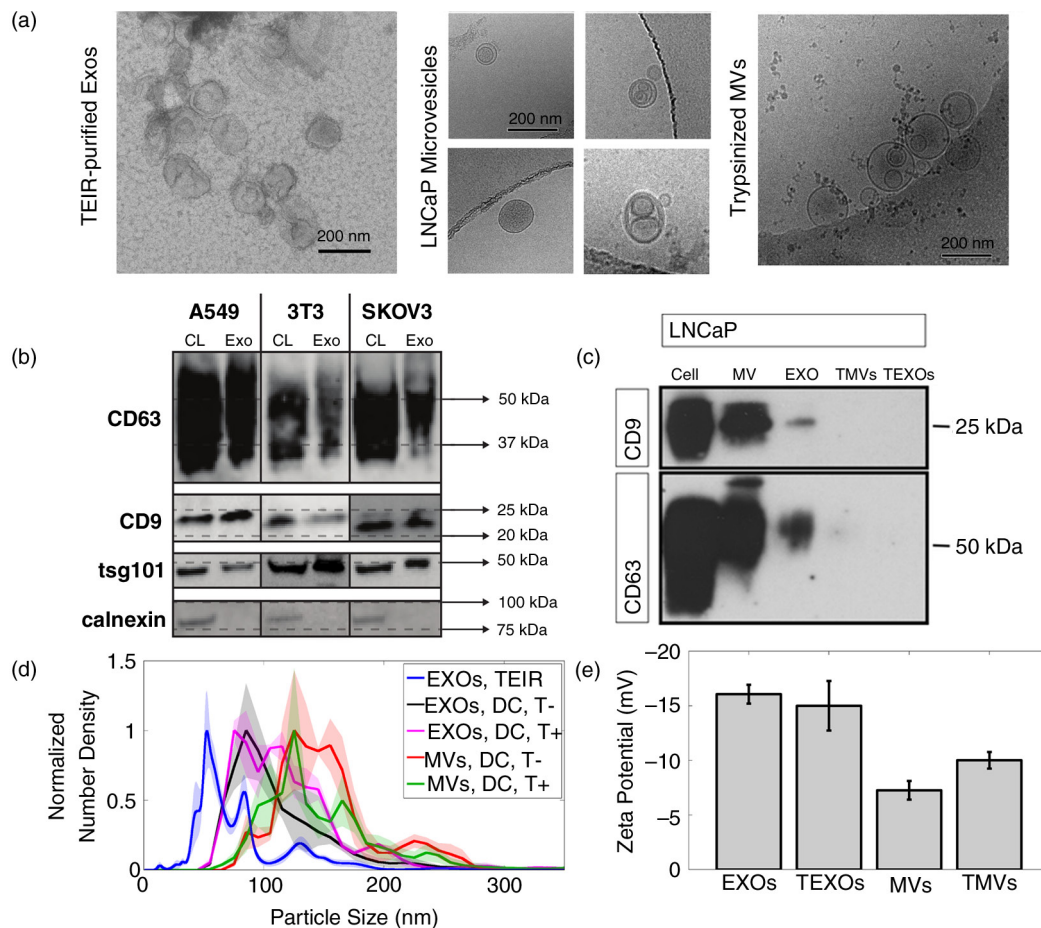 (a)
TEIR-purified Exos
200 nm
LNCaP Microvesicles
200 nm
Trypsinized MVs
200 nm
(b)
A549 3T3 SKOV3
CL Exo CL Exo CL Exo
CD63
50 kDa
37 kDa
CD9
25 kDa
20 kDa
tsg101
50 kDa
calnexin
100 kDa
75 kDa
(c)
LNCaP
Cell MV EXO TMVs TEXOs
CD9
25 kDa
CD63
50 kDa
(d)
Normalized
Number Density
1.5
1
0.5
0
0 100 200 300
Particle Size (nm)
EXOs, TEIR
EXOs, DC, T-
EXOs, DC, T+
MVs, DC, T-
MVs, DC, T+
(e)
Zeta Potential (mV)
−20
−15
−10
−5
0
EXOs TEXOs MVs TMVs